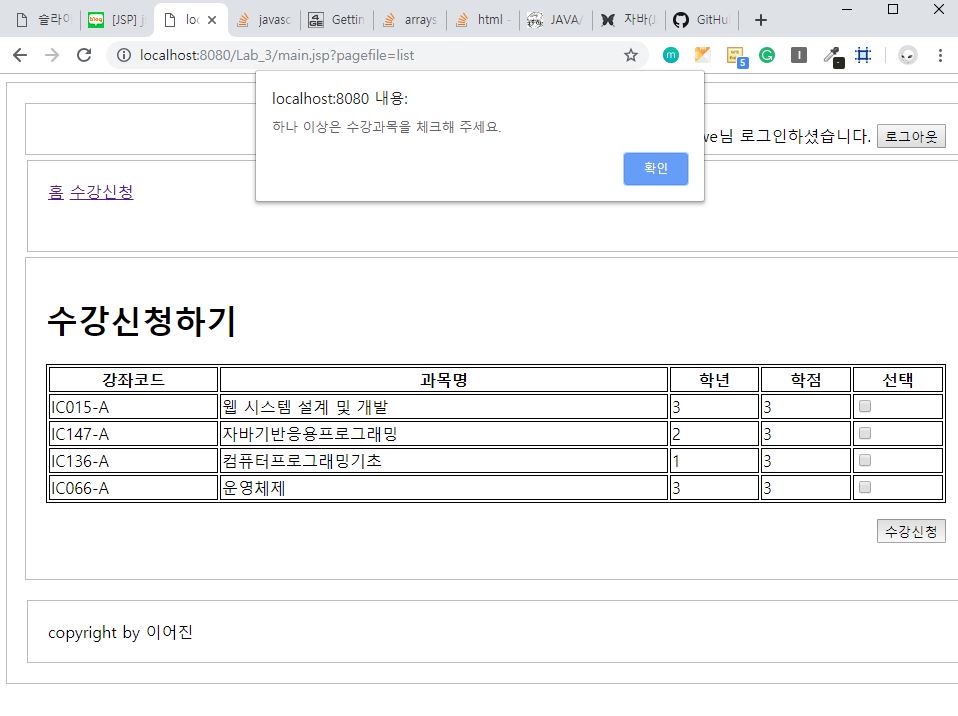 슬라이
[JSP] j
loc
javasc
Gettin
arrays
html -
JAVA/
자바(J
GitHu
localhost:8080/Lab_3/main.jsp?pagefile=list
localhost:8080 내용:
하나 이상은 수강과목을 체크해 주세요.
확인
we님 로그인하셨습니다. 로그아웃
홈 수강신청
수강신청하기
강좌코드 과목명 학년 학점 선택
IC015-A 웹 시스템 설계 및 개발 3 3
IC147-A 자바기반응용프로그래밍 2 3
IC136-A 컴퓨터프로그래밍기초 1 3
IC066-A 운영체제 3 3
수강신청
copyright by 이어진